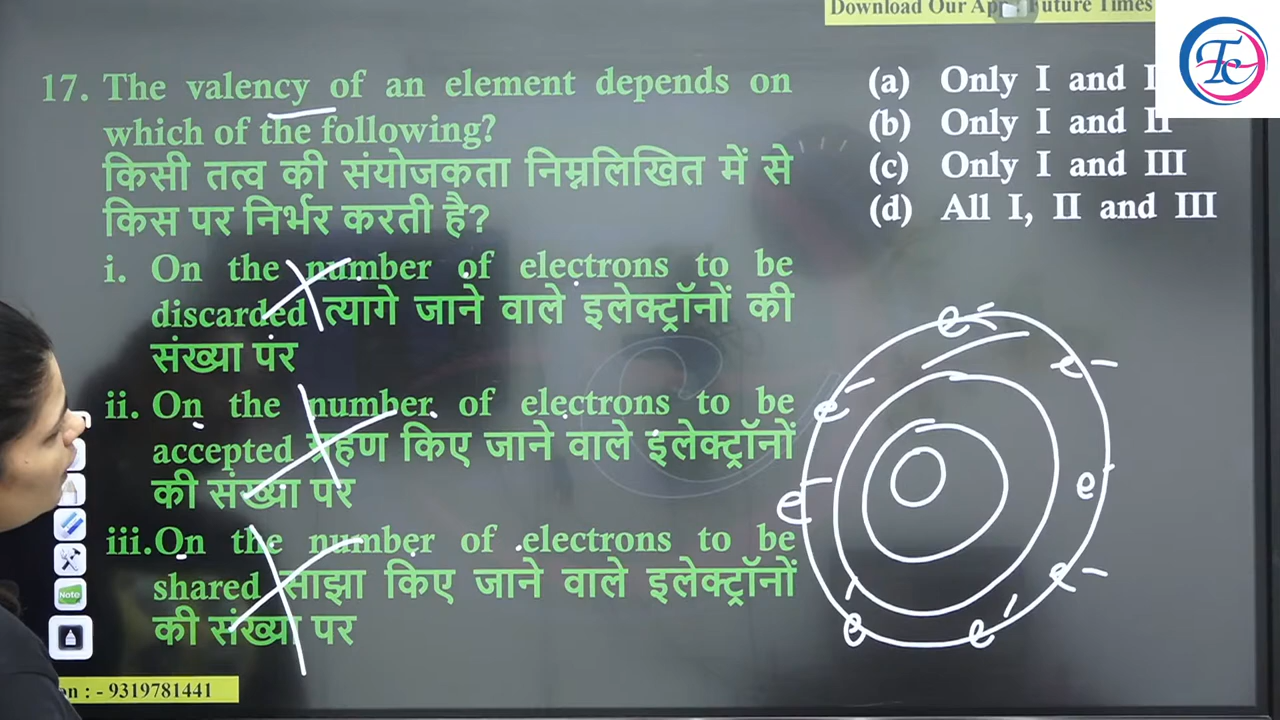 Download Our App Future Times
Tc
17. The valency of an element depends on
which of the following?
किसी तत्व की संयोजकता निम्नलिखित में से
किस पर निर्भर करती है?
i. On the number of electrons to be
discarded त्यागे जाने वाले इलेक्ट्रॉनों की
संख्या पर
ii. On the number of electrons to be
accepted ग्रहण किए जाने वाले इलेक्ट्रॉनों
की संख्या पर
iii. On the number of electrons to be
shared साझा किए जाने वाले इलेक्ट्रॉनों
की संख्या पर
(a) Only I and
(b) Only I and II
(c) Only I and III
(d) All I, II and III
e-
e-
e-
e-
e-
e-
e-
e-
Note
on : - 9319781441